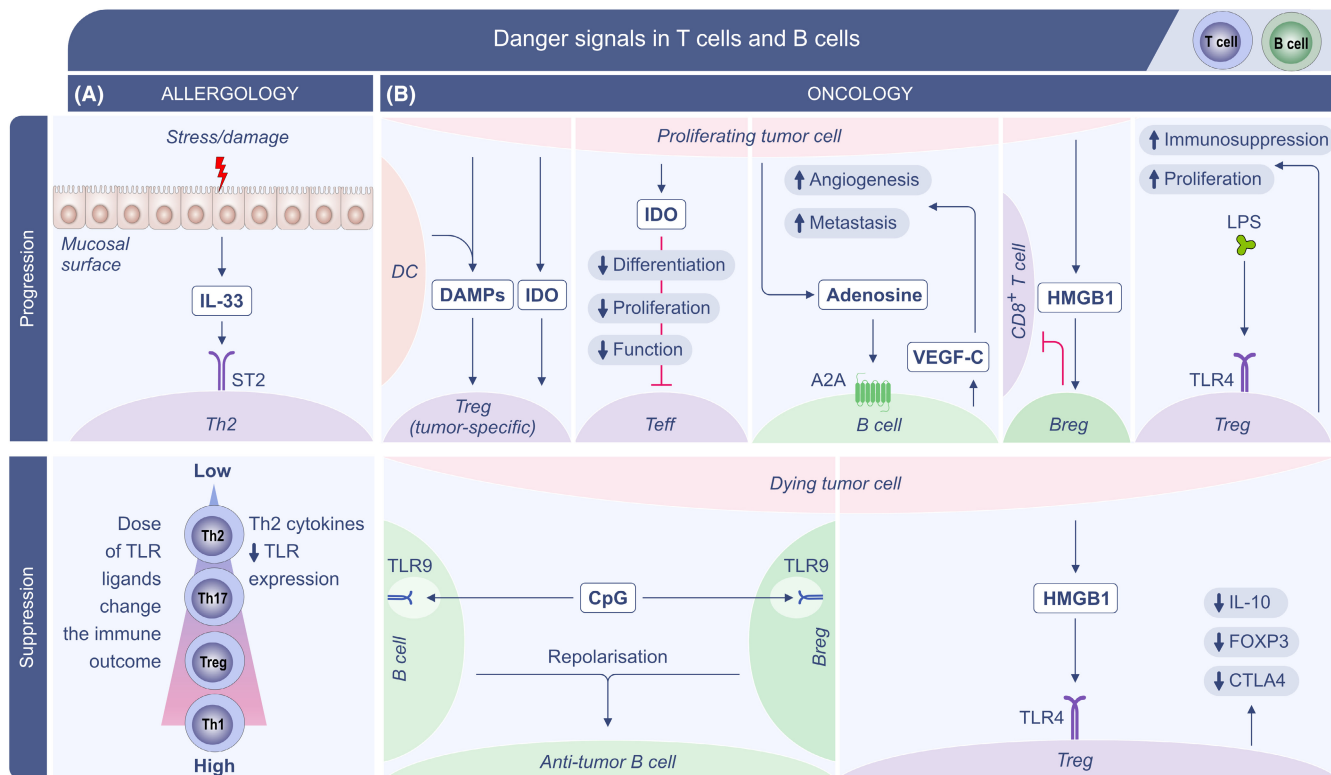 Danger signals in T cells and B cells
T cell
B cell
(A)
ALLERGOLOGY
(B)
ONCOLOGY
Progression
Stress/damage
Mucosal
surface
IL-33
ST2
Th2
Proliferating tumor cell
DC
DAMPs
IDO
Treg
(tumor-specific)
IDO
Differentiation
Proliferation
Function
Teff
Angiogenesis
Metastasis
Adenosine
VEGF-C
A2A
B cell
CD8+ T cell
HMGB1
Breg
Immunosuppression
Proliferation
LPS
TLR4
Treg
Suppression
Low
Dose
of TLR
ligands
change
the immune
outcome
Th2
Th17
Treg
Th1
High
Th2 cytokines
TLR
expression
Dying tumor cell
TLR9
B cell
CpG
TLR9
Breg
Repolarisation
Anti-tumor B cell
HMGB1
TLR4
Treg
IL-10
FOXP3
CTLA4